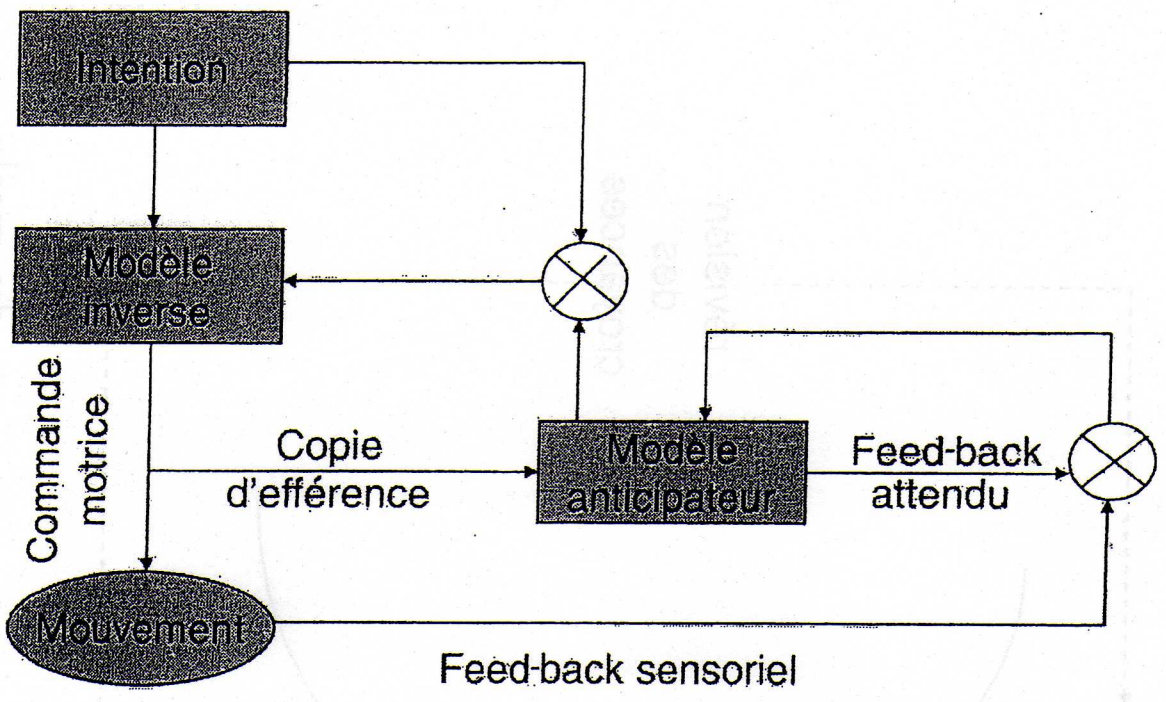 Intention
Modèle
inverse
Commande
motrice
Copie
d'efférence
Modèle
anticipateur
Feed-back
attendu
Mouvement
Feed-back sensoriel